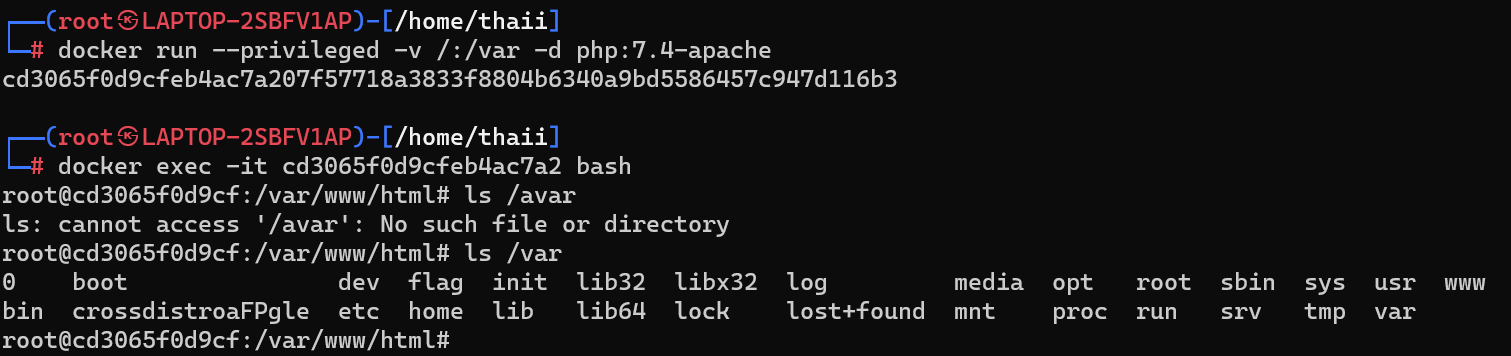 ┌──(root㉿LAPTOP-2SBFV1AP)-[/home/thaii]
└─# docker run --privileged -v /:/var -d php:7.4-apache
cd3065f0d9cfeb4ac7a207f57718a3833f8804b6340a9bd5586457c947d116b3
┌──(root㉿LAPTOP-2SBFV1AP)-[/home/thaii]
└─# docker exec -it cd3065f0d9cfeb4ac7a2 bash
root@cd3065f0d9cf:/var/www/html# ls /avar
ls: cannot access '/avar': No such file or directory
root@cd3065f0d9cf:/var/www/html# ls /var
0    boot               dev  flag  init  lib32  libx32  log         media  opt   root  sbin  sys  usr  www
bin  crossdistroaFPgle  etc  home  lib   lib64  lock    lost+found  mnt    proc  run   srv   tmp  var
root@cd3065f0d9cf:/var/www/html#